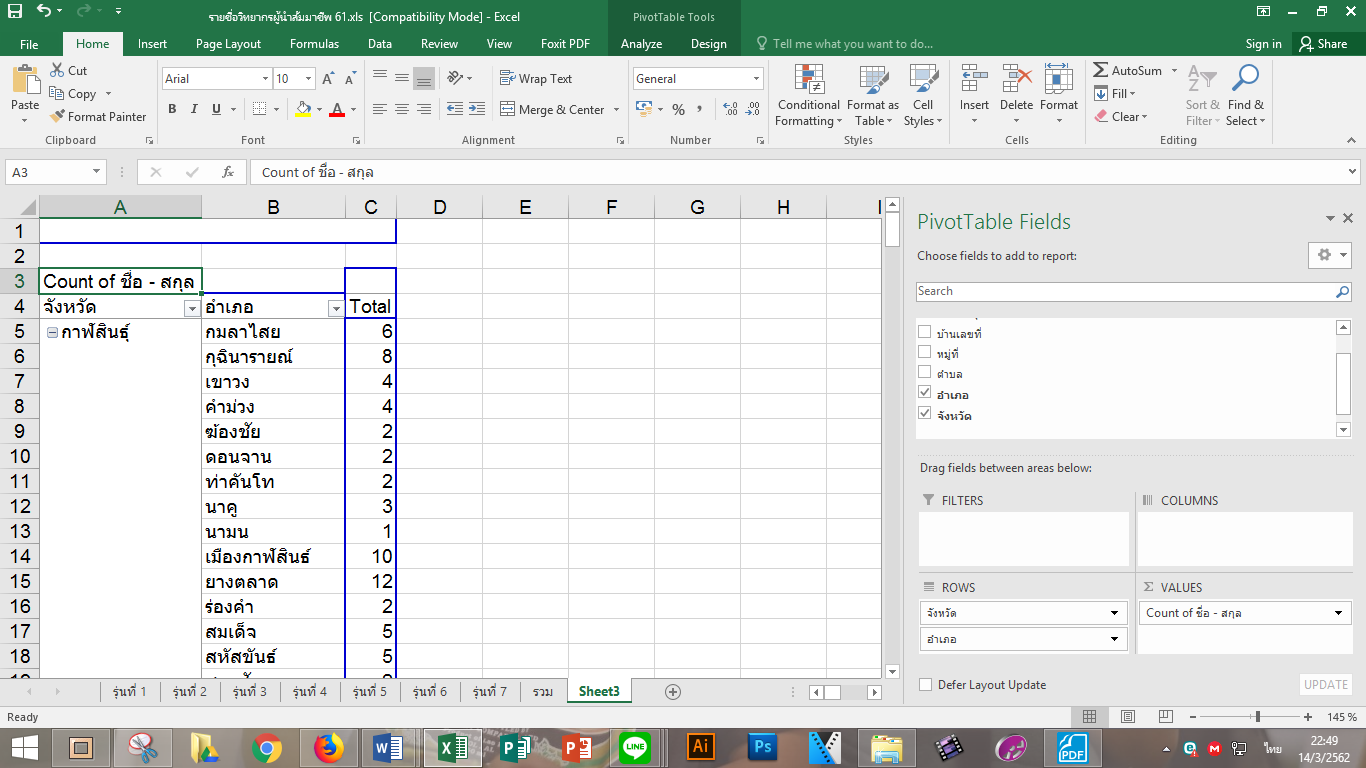 รายชื่อวิทยากรผู้นำสัมมาชีพ 61.xls [Compatibility Mode] - Excel
PivotTable Tools
File Home Insert Page Layout Formulas Data Review View Foxit PDF Analyze Design Tell me what you want to do... Sign in Share
Paste Cut Copy Format Painter Clipboard
Arial 10 B I U A Font
Wrap Text Merge & Center Alignment
General % Number
Conditional Formatting Format as Table Cell Styles Styles
Insert Delete Format Cells
AutoSum Fill Clear Sort & Filter Find & Select Editing
A3 fx Count of ชื่อ - สกุล
A B C D E F G H I
1
2
3 Count of ชื่อ - สกุล
4 จังหวัด อำเภอ Total
5 กาฬสินธุ์ กมลาไสย 6
6 กุฉินารายณ์ 8
7 เขาวง 4
8 คำม่วง 4
9 ฆ้องชัย 2
10 ดอนจาน 2
11 ท่าคันโท 2
12 นาคู 3
13 นามน 1
14 เมืองกาฬสินธ์ 10
15 ยางตลาด 12
16 ร่องคำ 2
17 สมเด็จ 5
18 สหัสขันธ์ 5
PivotTable Fields
Choose fields to add to report:
Search
บ้านเลขที่
หมู่ที่
ตำบล
อำเภอ
จังหวัด
Drag fields between areas below:
FILTERS COLUMNS
ROWS Σ VALUES
จังหวัด Count of ชื่อ - สกุล
อำเภอ
Defer Layout Update UPDATE
รุ่นที่ 1 รุ่นที่ 2 รุ่นที่ 3 รุ่นที่ 4 รุ่นที่ 5 รุ่นที่ 6 รุ่นที่ 7 รวม Sheet3
Ready 145 %
LINE Ai Ps PDF ไทย 22:49
14/3/2562